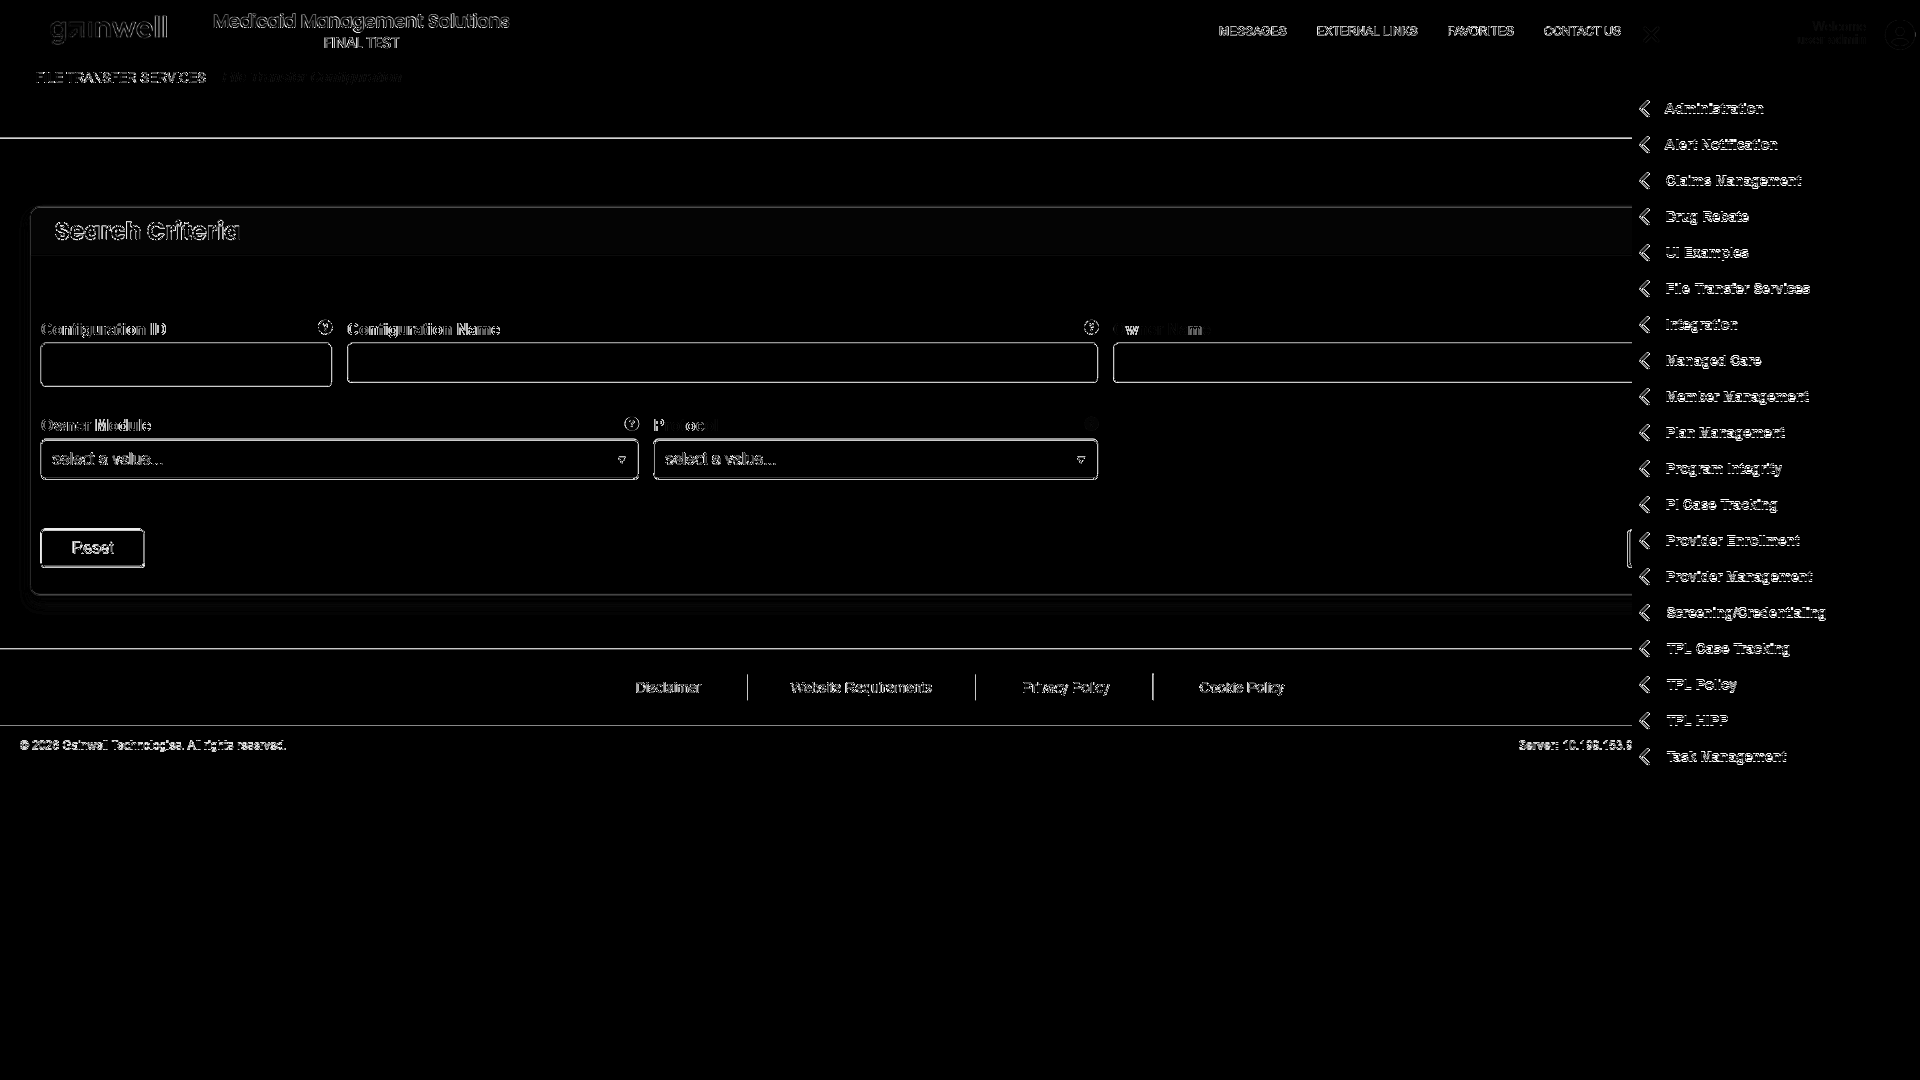 gainwell
Medicaid Management Solutions
FINAL TEST
MESSAGES EXTERNAL LINKS FAVORITES CONTACT US
Welcome
FILE TRANSFER SERVICES File Transfer Configuration
Administration
Alert Notification
Claims Management
Drug Rebate
UI Examples
File Transfer Services
Integration
Managed Care
Member Management
Plan Management
Program Integrity
PI Case Tracking
Provider Enrollment
Provider Management
Screening/Credentialing
TPL Case Tracking
TPL Policy
TPL HIPP
Task Management
Search Criteria
Configuration ID Configuration Name
Owner Module
select a value... select a value...
Reset
Disclaimer Website Requirements Privacy Policy Cookie Policy
© 2026 Gainwell Technologies. All rights reserved. Server: